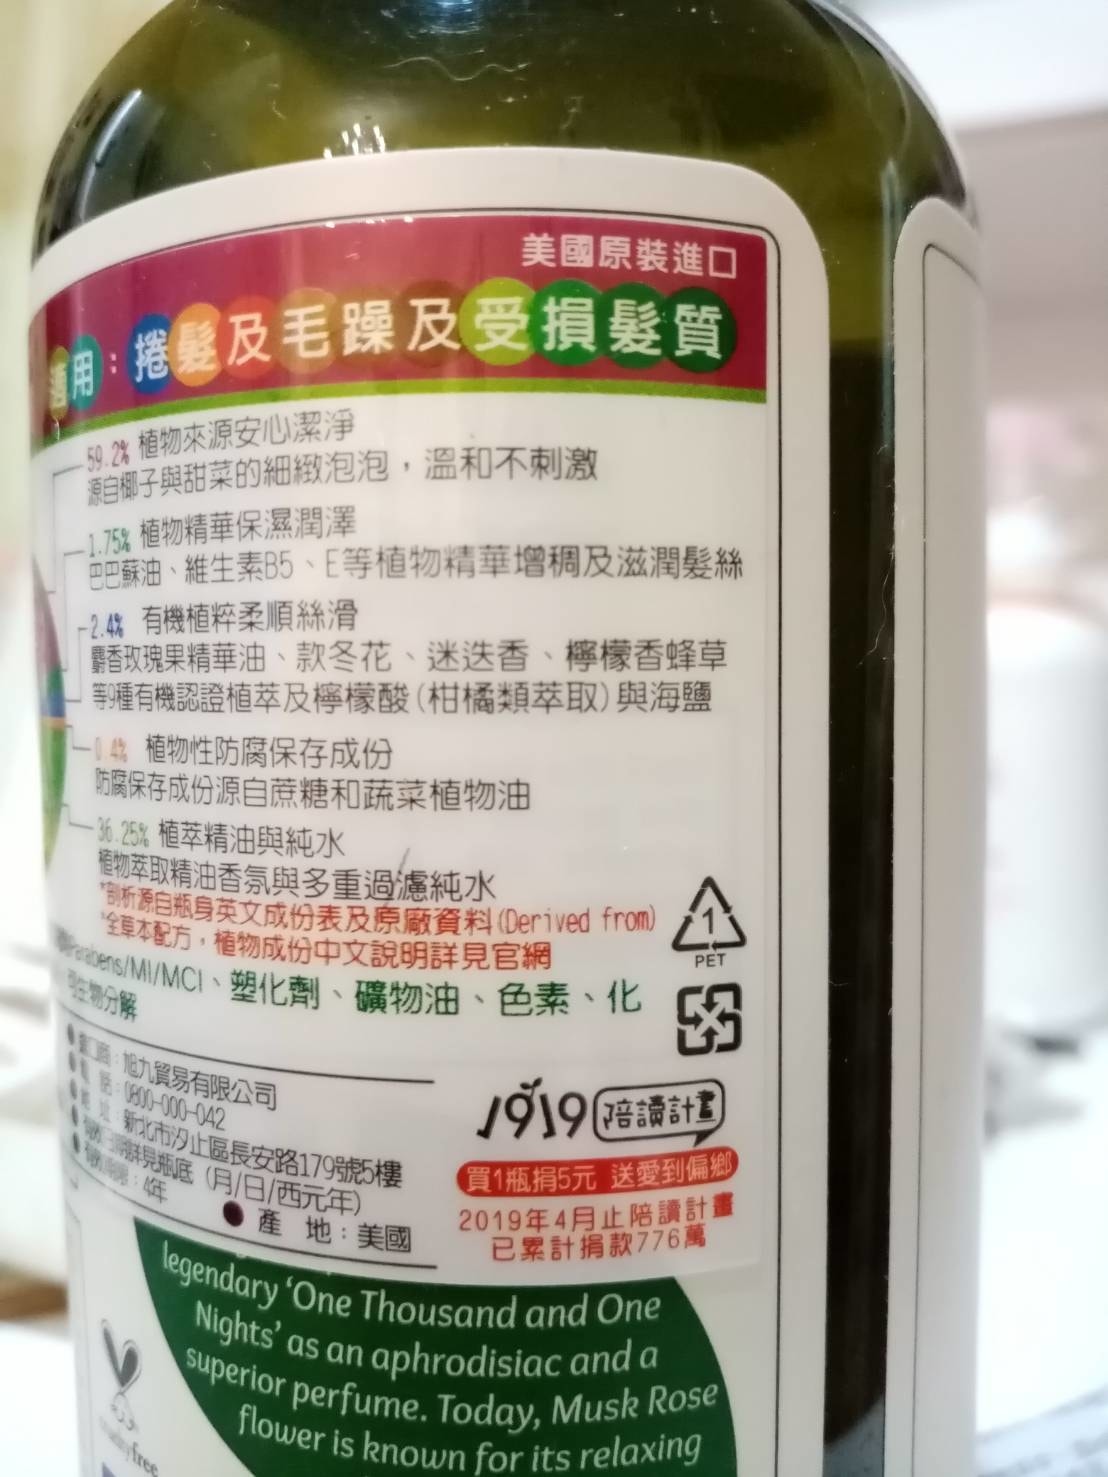 美國原裝進口
適用：捲髮及毛躁及受損髮質
59.2% 植物來源安心潔淨
源自椰子與甜菜的細緻泡泡，溫和不刺激
1.75% 植物精華保濕潤澤
巴巴蘇油、維生素B5、E等植物精華增稠及滋潤髮絲
2.4% 有機植粹柔順絲滑
麝香玫瑰果精華油、款冬花、迷迭香、檸檬香蜂草
等9種有機認證植萃及檸檬酸(柑橘類萃取)與海鹽
0.4% 植物性防腐保存成份
防腐保存成份源自蔗糖和蔬菜植物油
36.25% 植萃精油與純水
植物萃取精油香氛與多重過濾純水
*剖析源自瓶身英文成份表及原廠資料(Derived from)
*全草本配方，植物成份中文說明詳見官網
Parabens/MI/MCI、塑化劑、礦物油、色素、化
生物分解
1
PET
商：旭九貿易有限公司
話：0800-000-042
址：新北市汐止區長安路179號5樓
詳見瓶底（月/日/西元年）
：4年
產 地：美國
1919 陪讀計畫
買1瓶捐5元 送愛到偏鄉
2019年4月止陪讀計畫
已累計捐款776萬
legendary ‘One Thousand and One
Nights’ as an aphrodisiac and a
superior perfume. Today, Musk Rose
flower is known for its relaxing